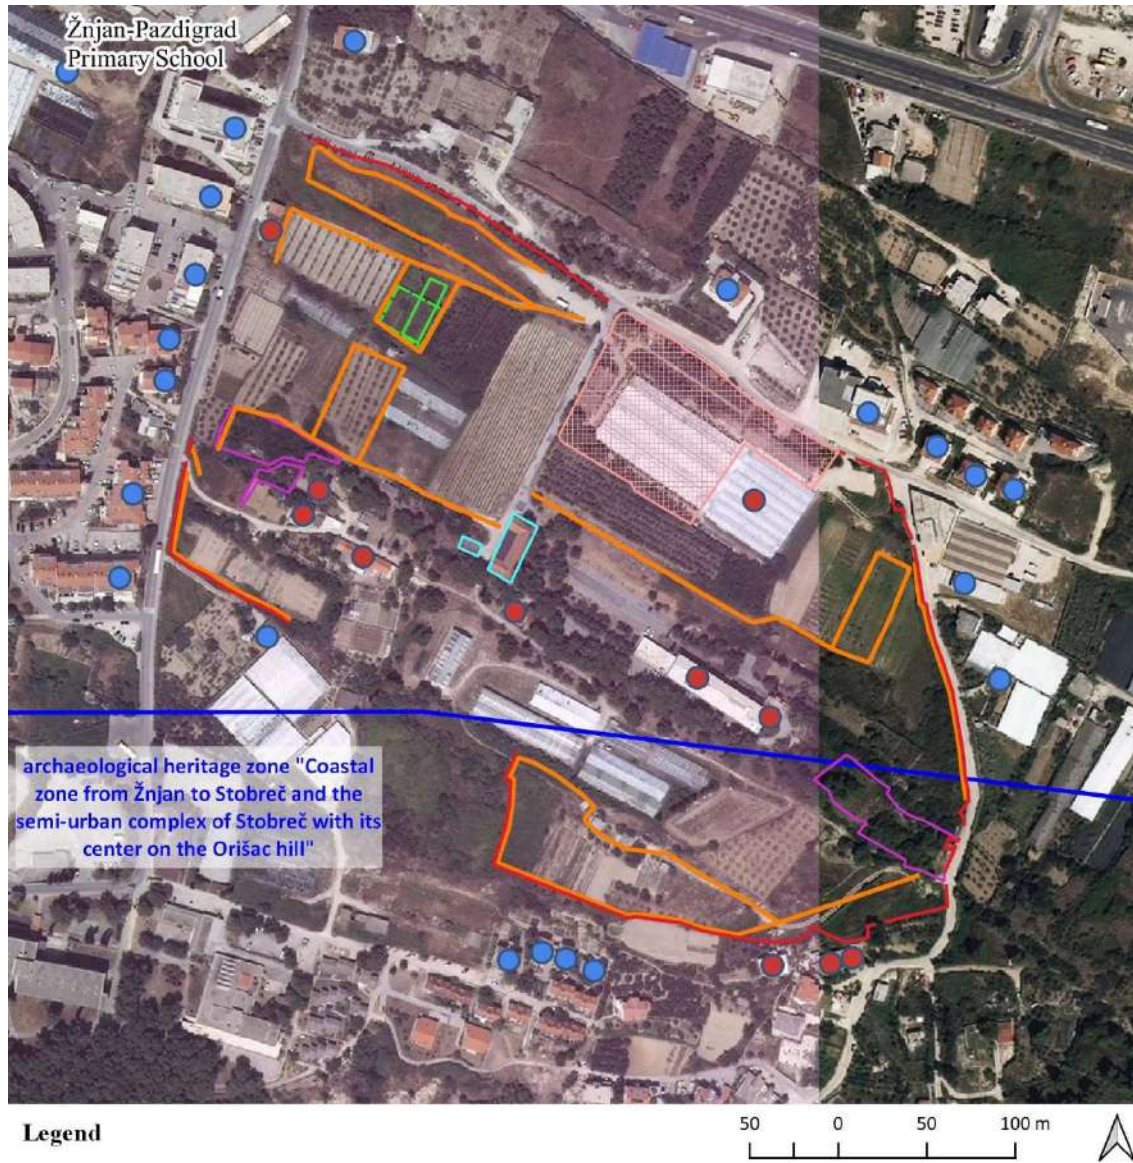 Žnjan-Pazdigrad
Primary School
archaeological heritage zone "Coastal
zone from Žnjan to Stobreč and the
semi-urban complex of Stobreč with its
center on the Orišac hill"
Legend
50 0 50 100 m